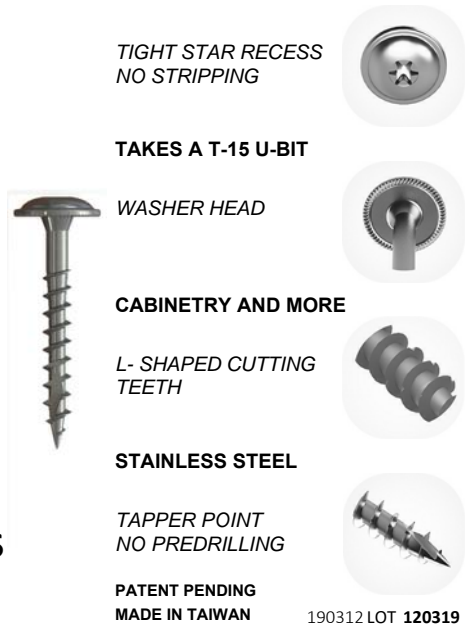 TIGHT STAR RECESS
NO STRIPPING
TAKES A T-15 U-BIT
WASHER HEAD
CABINETRY AND MORE
L- SHAPED CUTTING
TEETH
STAINLESS STEEL
TAPPER POINT
NO PREDRILLING
PATENT PENDING
MADE IN TAIWAN
190312 LOT 120319